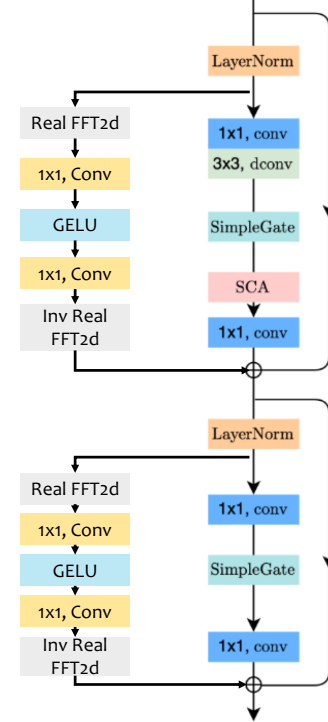 LayerNorm
Real FFT2d
1x1, Conv
GELU
1x1, Conv
Inv Real
FFT2d
1x1, conv
3x3, dconv
SimpleGate
SCA
1x1, conv
LayerNorm
Real FFT2d
1x1, Conv
GELU
1x1, Conv
Inv Real
FFT2d
1x1, conv
SimpleGate
1x1, conv